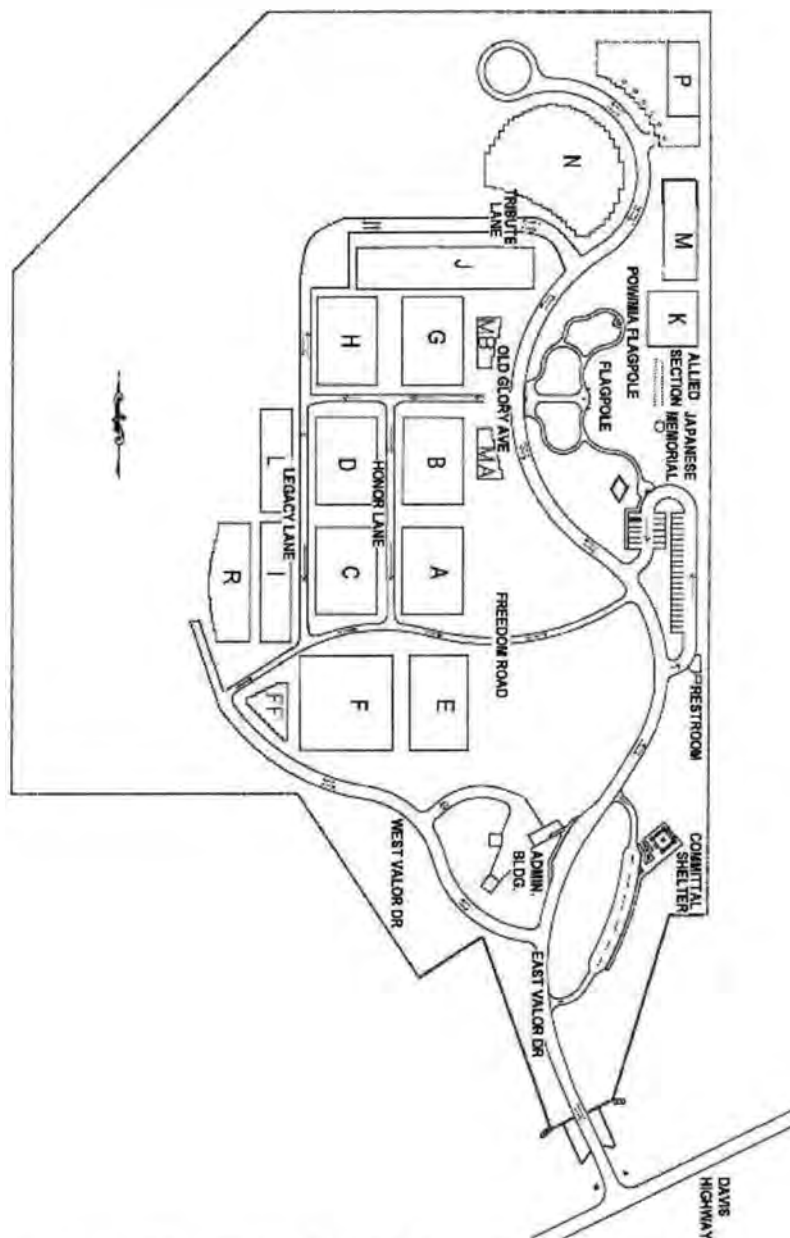 P
N
M
TRIBUTE
LANE
J
K
POW/MIA FLAGPOLE
FLAGPOLE
ALLIED
SECTION
JAPANESE
MEMORIAL
H
G
MB
OLD GLORY AVE
MA
L
D
B
LEGACY LANE
HONOR LANE
R
I
C
A
FREEDOM ROAD
RESTROOM
FF
F
E
WEST VALOR DR
ADMIN.
BLDG.
COMMITTAL
SHELTER
EAST VALOR DR
DAVIS
HIGHWAY